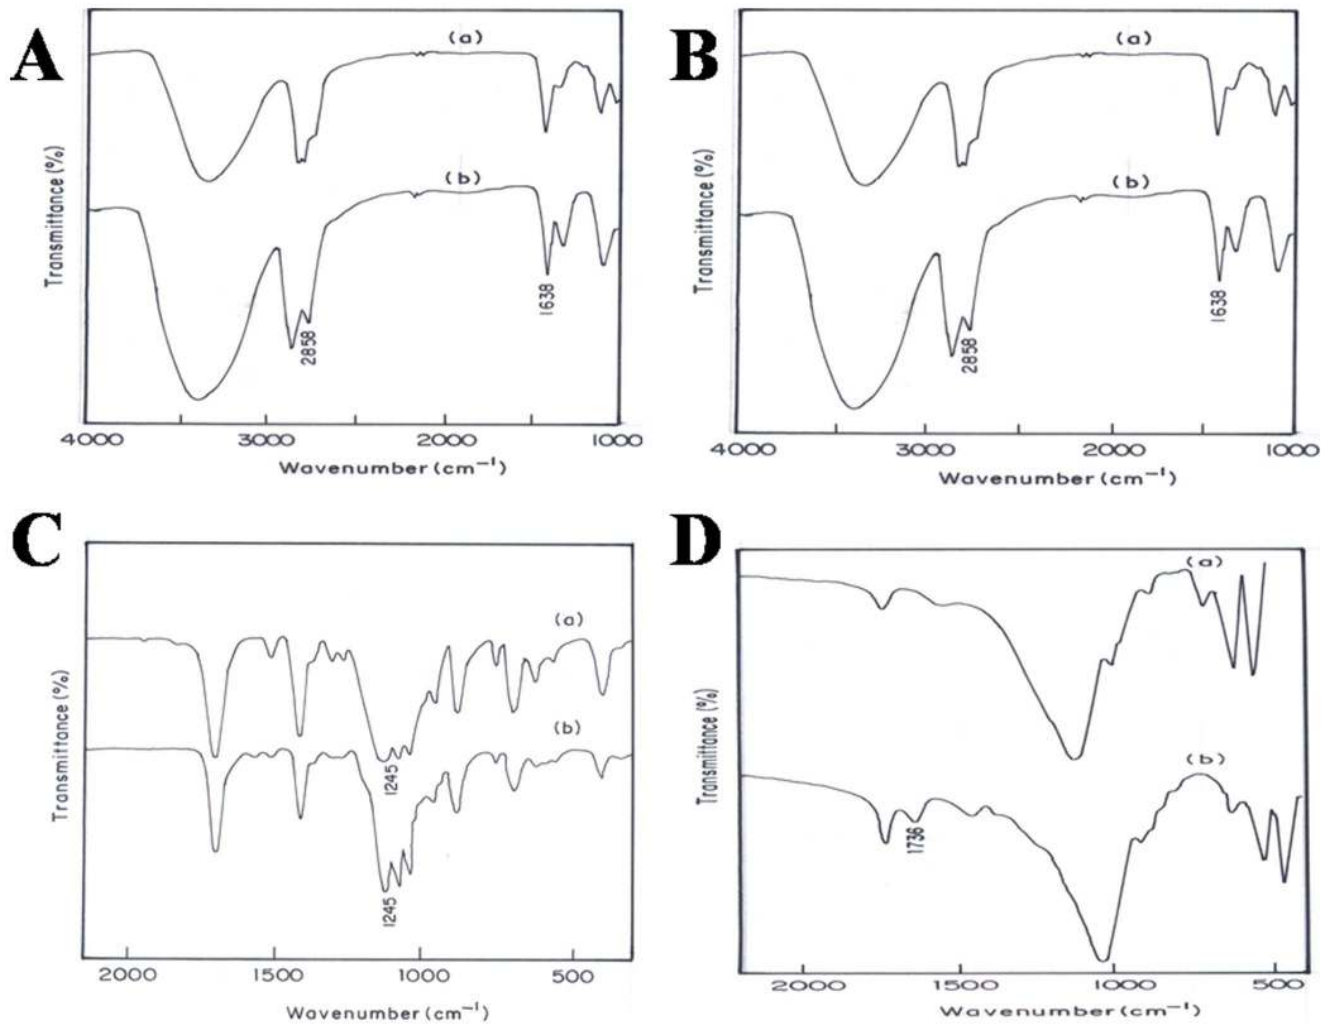 A
(a)
(b)
Transmittance (%)
1638
2858
4000 3000 2000 1000
Wavenumber (cm⁻¹)
B
(a)
(b)
Transmittance (%)
1638
2858
4000 3000 2000 1000
Wavenumber (cm⁻¹)
C
(a)
1245
(b)
1245
Transmittance (%)
2000 1500 1000 500
Wavenumber (cm⁻¹)
D
(a)
(b)
1736
Transmittance (%)
2000 1500 1000 500
Wavenumber (cm⁻¹)